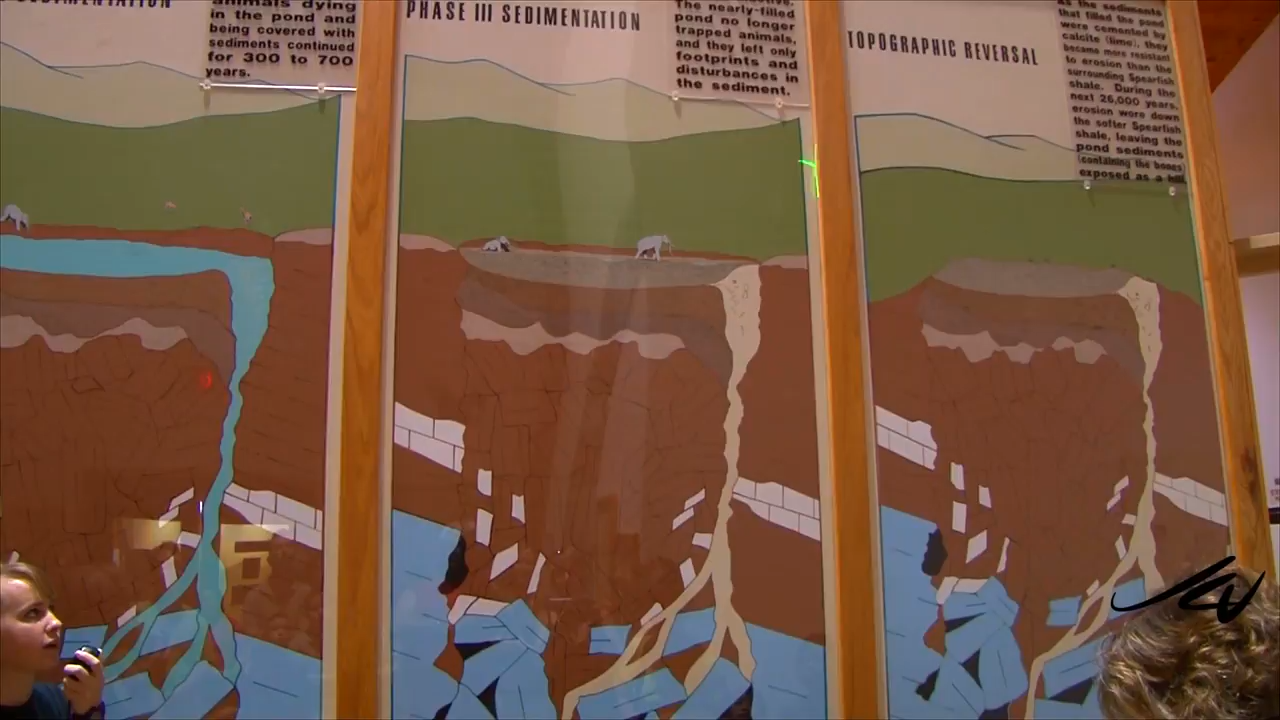 SEDIMENTATION
animals dying
in the pond and
being covered with
sediments continued
for 300 to 700
years.
PHASE III SEDIMENTATION
The nearly-filled
pond no longer
trapped animals,
and they left only
footprints and
disturbances in
the sediment.
TOPOGRAPHIC REVERSAL
As the sediments
that filled the pond
were cemented by
calcite (lime), they
became more resistant
to erosion than the
surrounding Spearfish
shale. During the
next 26,000 years,
erosion wore down
the softer Spearfish
shale, leaving the
pond sediments
(containing the bones)
exposed as a hill